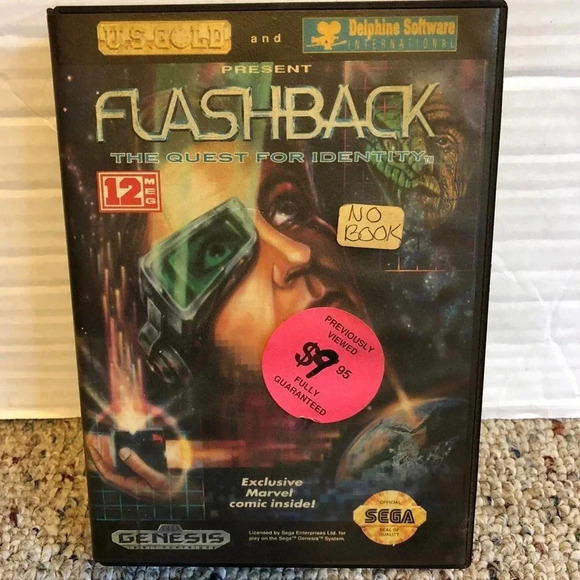 U.S. GOLD and Delphine Software
INTERNATIONAL
PRESENT
FLASHBACK
THE QUEST FOR IDENTITY™
12 MEG
NO
BOOK
PREVIOUSLY
VIEWED
$9 95
FULLY
GUARANTEED
Exclusive
Marvel
comic inside!
GENESIS
Licensed by Sega Enterprises Ltd. for
play on the Sega™ Genesis™ System.
OFFICIAL
SEGA
SEAL OF
QUALITY